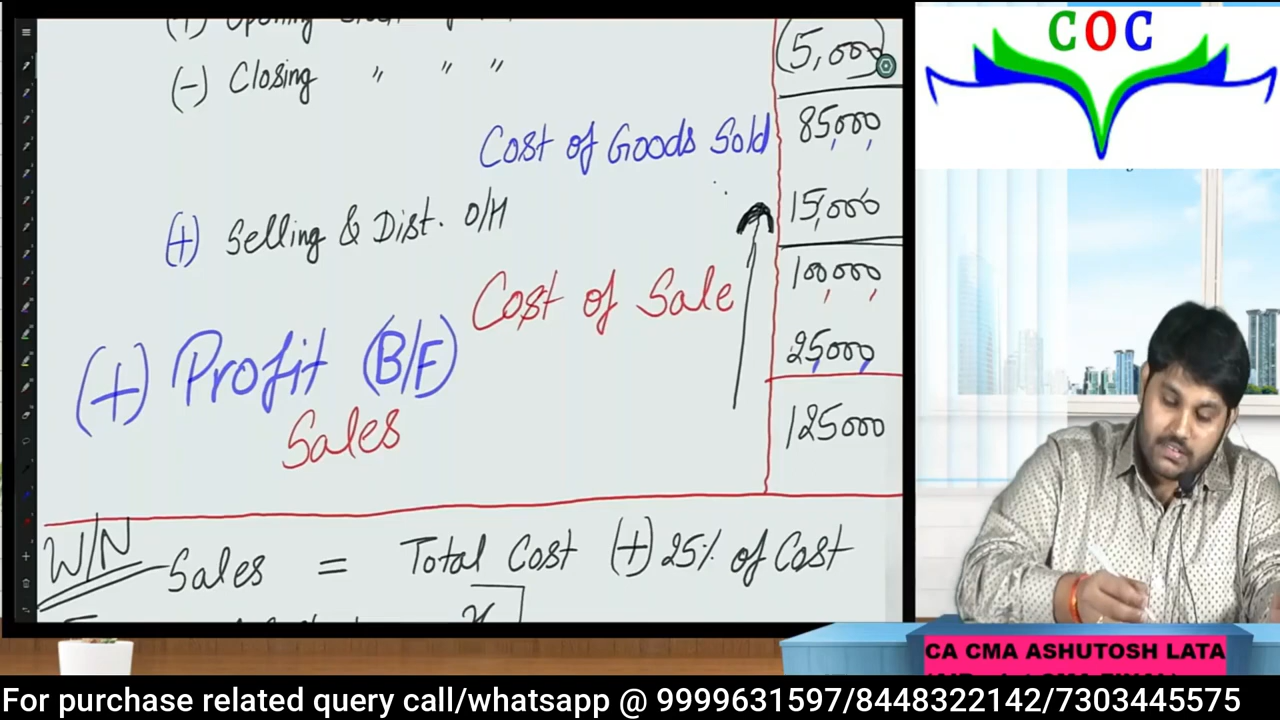 (+) Opening Stock
(-) Closing " " " (5,000)
Cost of Goods Sold 85,000
(+) Selling & Dist. O/H 15,000
Cost of Sale 100,000
(+) Profit (B/F) 25,000
Sales 125000
W/N Sales = Total Cost (+) 25% of Cost
x
COC
CA CMA ASHUTOSH LATA
For purchase related query call/whatsapp @ 9999631597/8448322142/7303445575